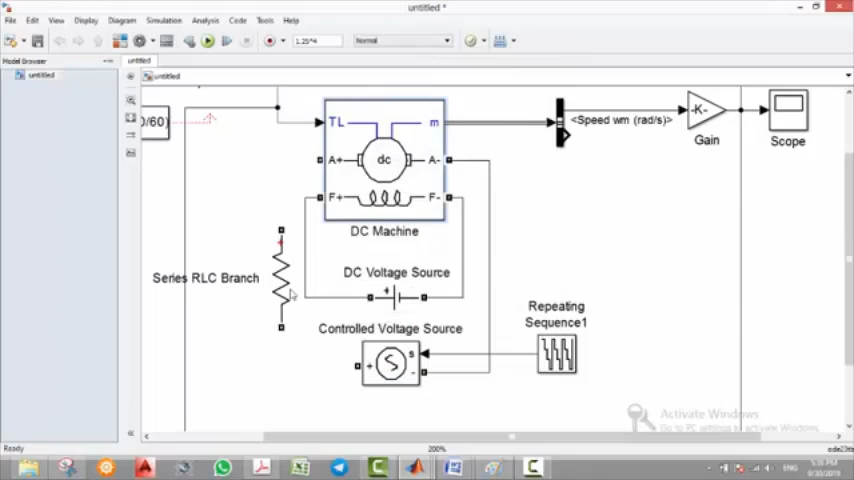 untitled *
File Edit View Display Diagram Simulation Analysis Code Tools Help
1.25*4 Normal
Model Browser untitled
untitled untitled
0/60)
TL m
<Speed wm (rad/s)>
-K-
Gain
Scope
A+ dc A-
F+ F-
DC Machine
Series RLC Branch
DC Voltage Source
+
Controlled Voltage Source
Repeating
Sequence1
s
+ -
Activate Windows
Go to PC settings to activate Windows.
Ready 200%
ENG